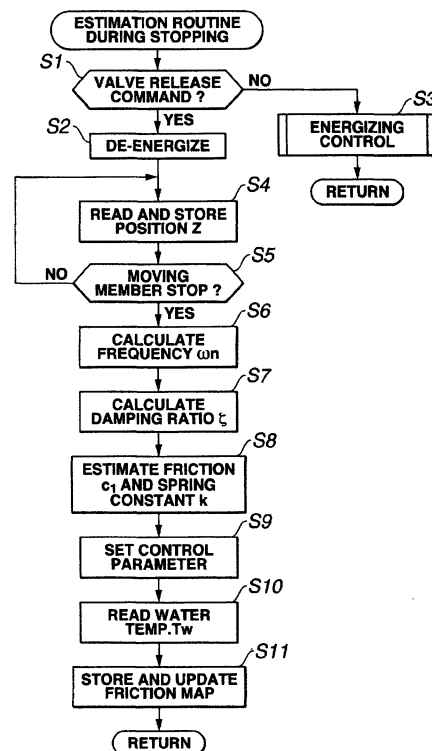 ESTIMATION ROUTINE
DURING STOPPING
S1
VALVE RELEASE
COMMAND ?
NO
S3
ENERGIZING
CONTROL
RETURN
YES
S2
DE-ENERGIZE
S4
READ AND STORE
POSITION Z
S5
NO
MOVING
MEMBER STOP ?
YES
S6
CALCULATE
FREQUENCY ωn
S7
CALCULATE
DAMPING RATIO ζ
S8
ESTIMATE FRICTION
c1 AND SPRING
CONSTANT k
S9
SET CONTROL
PARAMETER
S10
READ WATER
TEMP.Tw
S11
STORE AND UPDATE
FRICTION MAP
RETURN